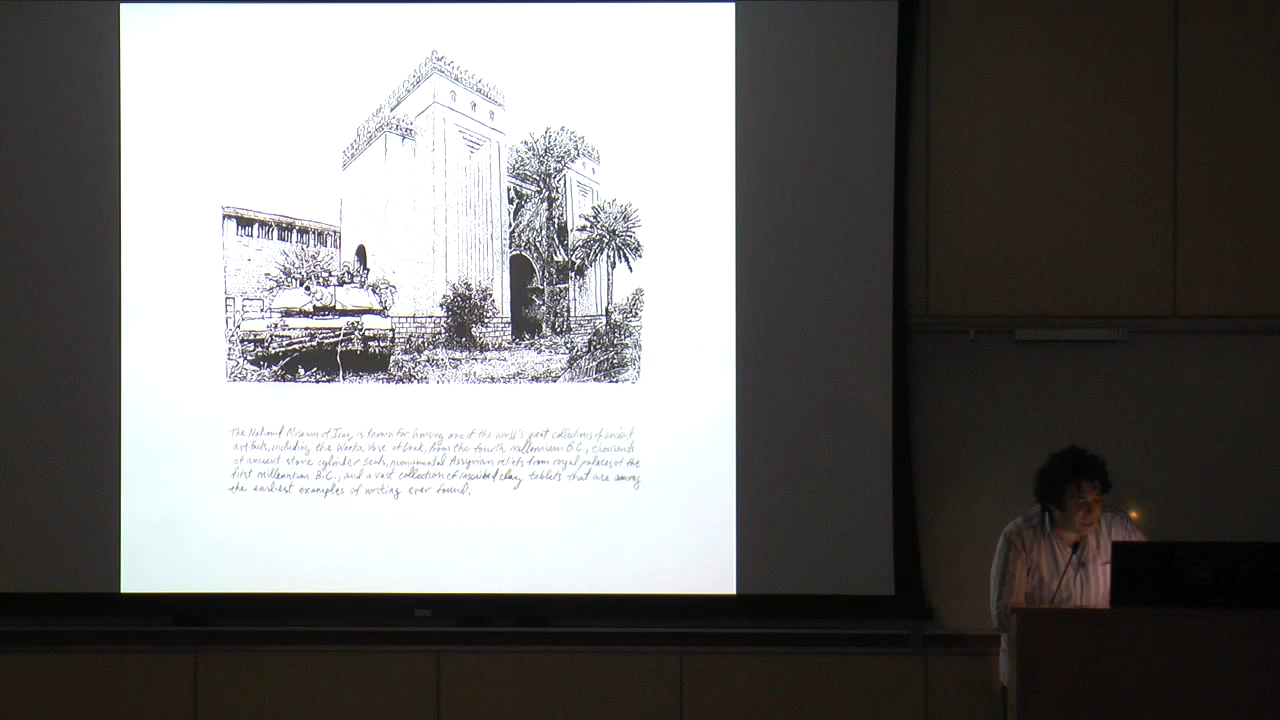 The National Museum of Iraq is known for housing one of the world's great collections of ancient
artifacts, including the Warka Vase of Uruk, from the fourth millennium B.C., thousands
of ancient stone cylinder seals, monumental Assyrian reliefs from royal palaces of the
first millennium B.C., and a vast collection of inscribed clay tablets that are among
the earliest examples of writing ever found.